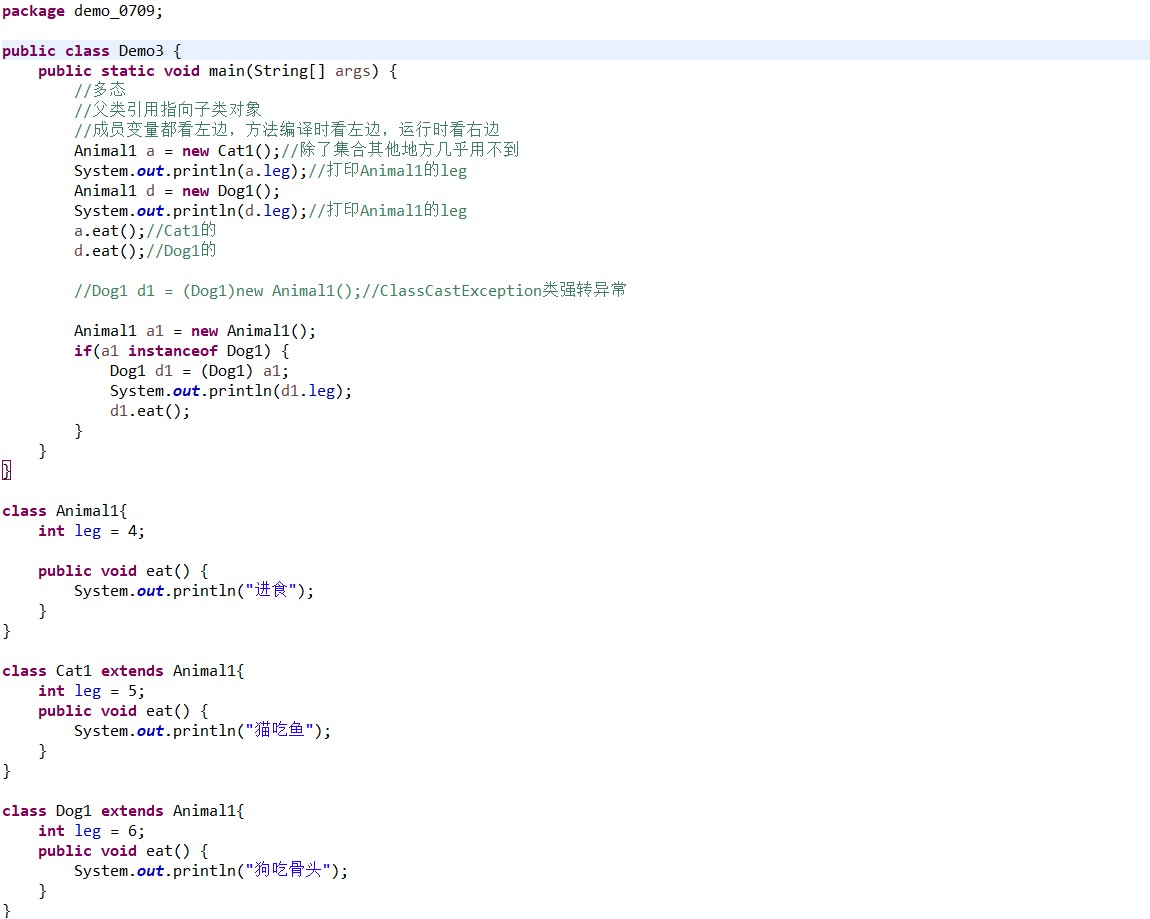 package demo_0709;
public class Demo3 {
public static void main(String[] args) {
//多态
//父类引用指向子类对象
//成员变量都看左边，方法编译时看左边，运行时看右边
Animal1 a = new Cat1();//除了集合其他地方几乎用不到
System.out.println(a.leg);//打印Animal1的leg
Animal1 d = new Dog1();
System.out.println(d.leg);//打印Animal1的leg
a.eat();//Cat1的
d.eat();//Dog1的
//Dog1 d1 = (Dog1)new Animal1();//ClassCastException类强转异常
Animal1 a1 = new Animal1();
if(a1 instanceof Dog1) {
Dog1 d1 = (Dog1) a1;
System.out.println(d1.leg);
d1.eat();
}
}
}
class Animal1{
int leg = 4;
public void eat() {
System.out.println("进食");
}
}
class Cat1 extends Animal1{
int leg = 5;
public void eat() {
System.out.println("猫吃鱼");
}
}
class Dog1 extends Animal1{
int leg = 6;
public void eat() {
System.out.println("狗吃骨头");
}
}